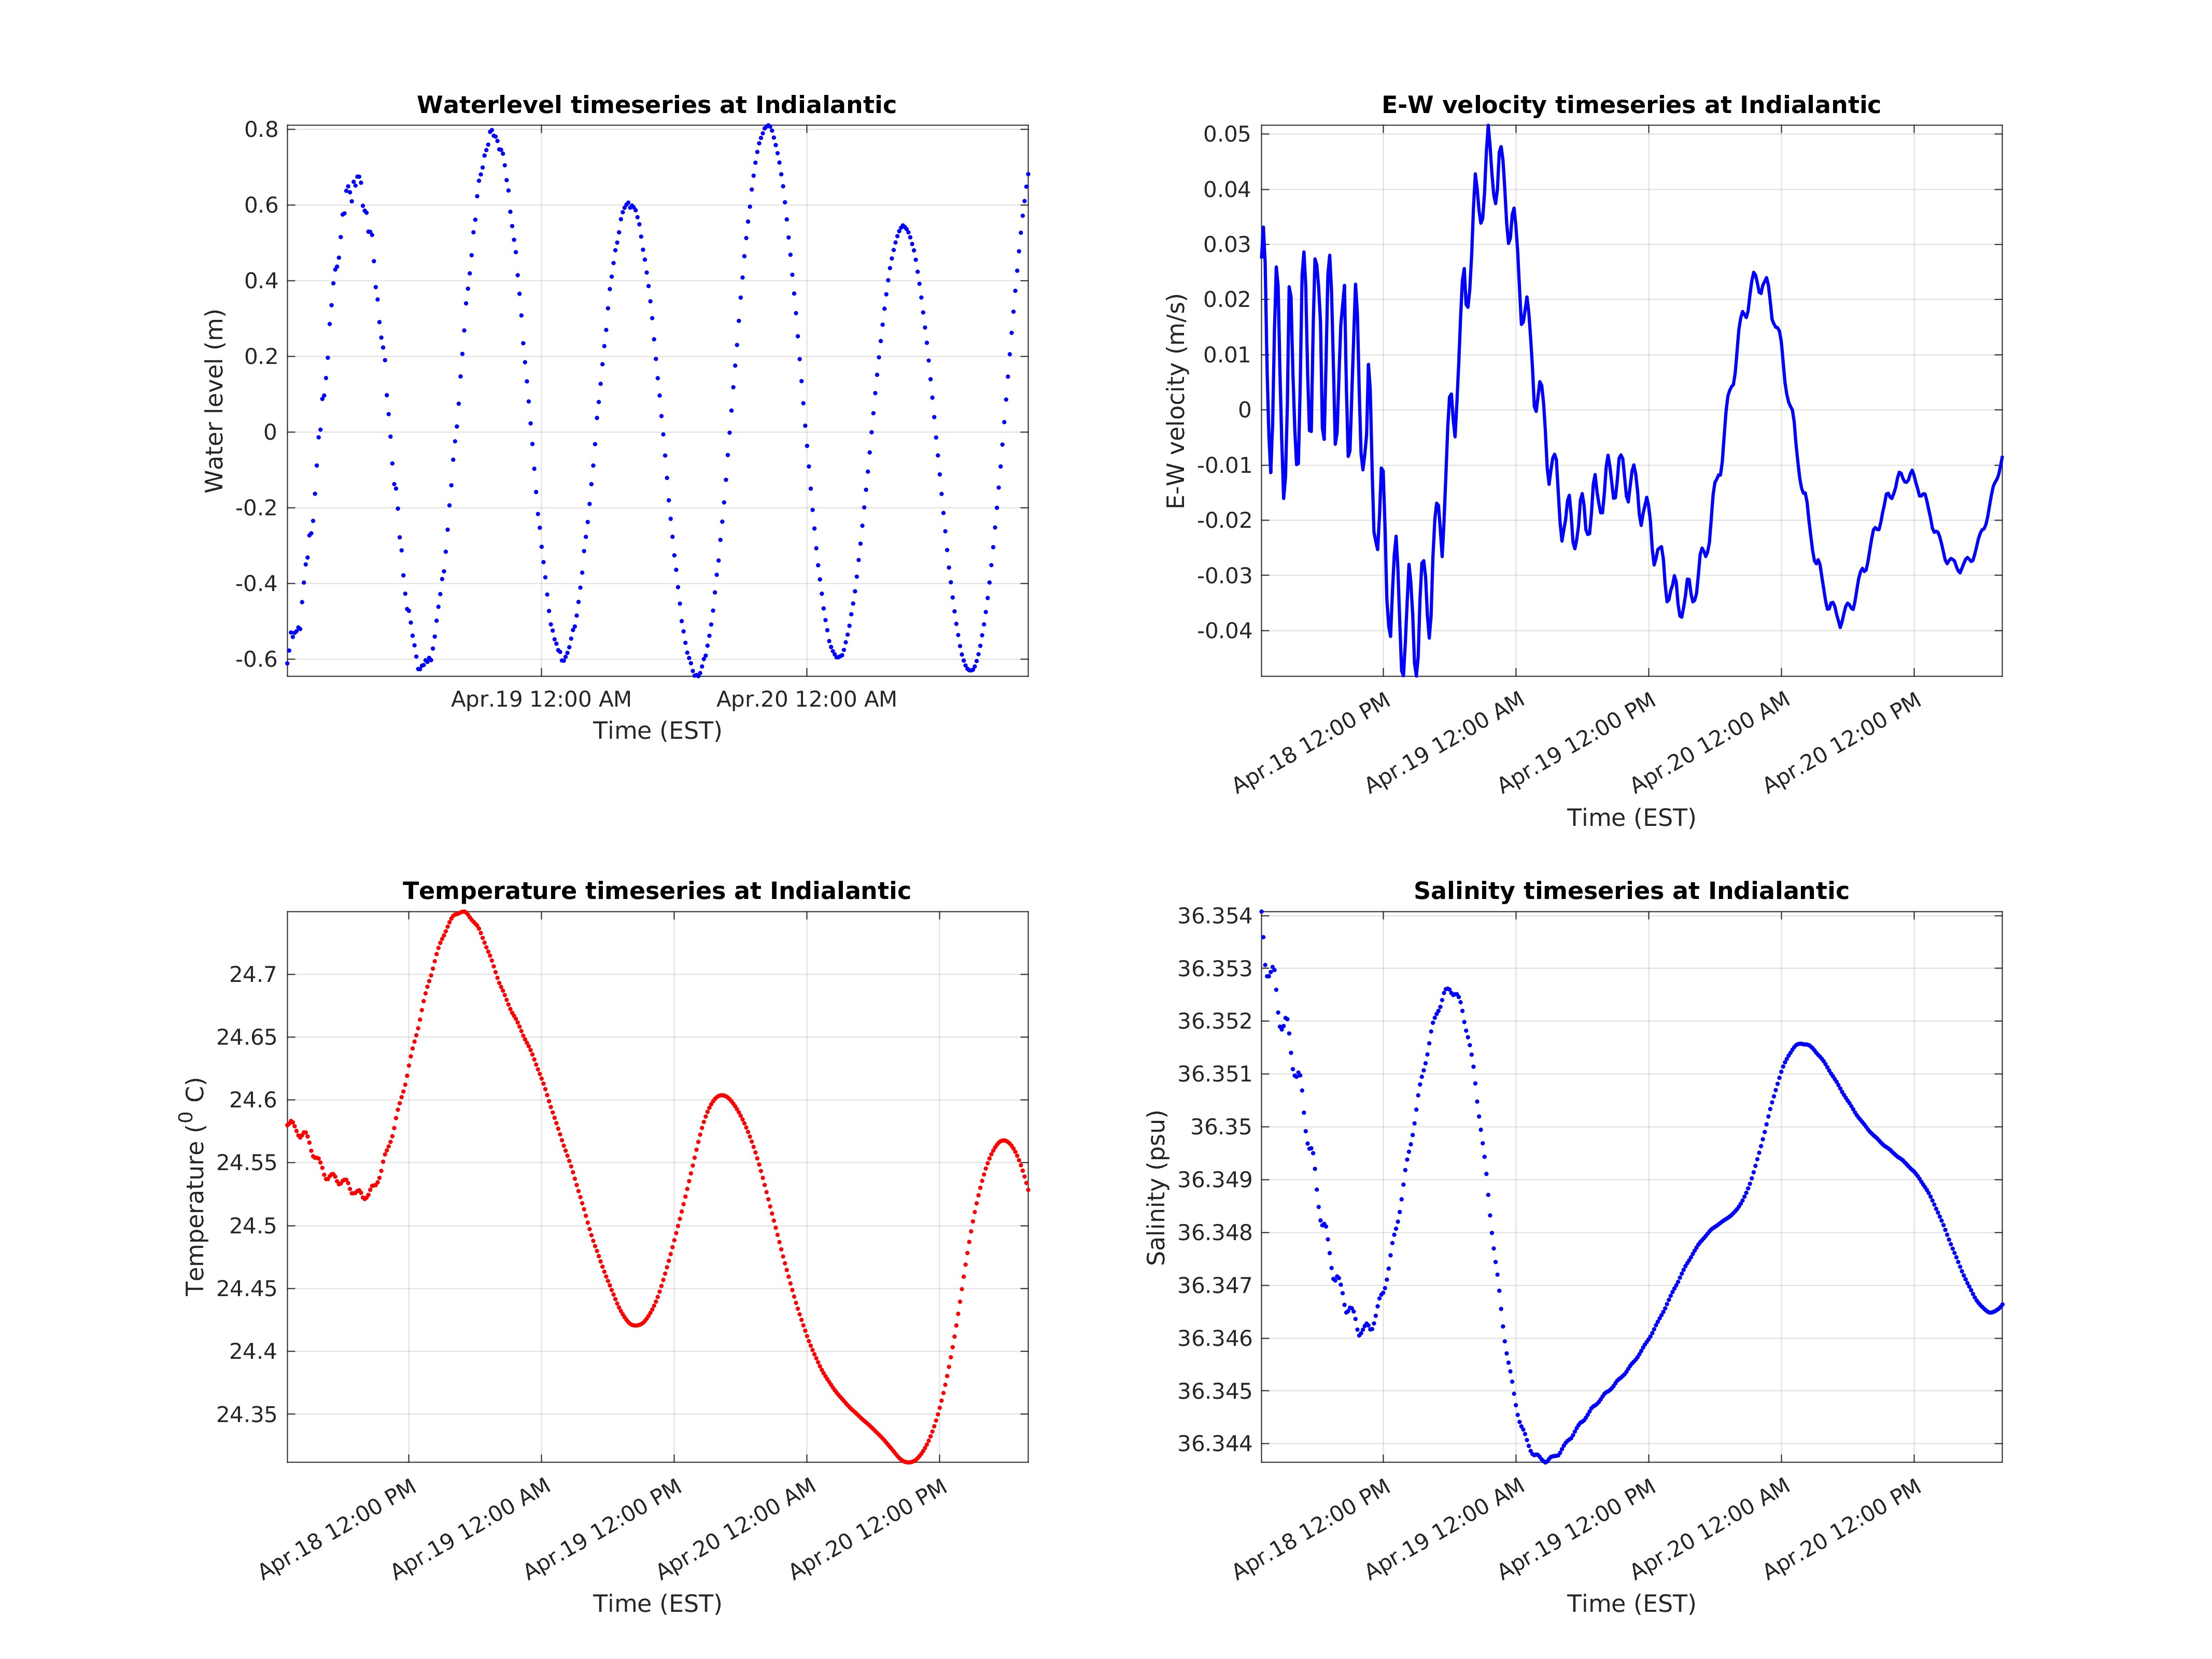 Waterlevel timeseries at Indialantic
0.8
0.6
0.4
0.2
0
-0.2
-0.4
-0.6
Water level (m)
Apr.19 12:00 AM
Apr.20 12:00 AM
Time (EST)
E-W velocity timeseries at Indialantic
0.05
0.04
0.03
0.02
0.01
0
-0.01
-0.02
-0.03
-0.04
E-W velocity (m/s)
Apr.18 12:00 PM
Apr.19 12:00 AM
Apr.19 12:00 PM
Apr.20 12:00 AM
Apr.20 12:00 PM
Time (EST)
Temperature timeseries at Indialantic
24.7
24.65
24.6
24.55
24.5
24.45
24.4
24.35
Temperature (⁰ C)
Apr.18 12:00 PM
Apr.19 12:00 AM
Apr.19 12:00 PM
Apr.20 12:00 AM
Apr.20 12:00 PM
Time (EST)
Salinity timeseries at Indialantic
36.354
36.353
36.352
36.351
36.35
36.349
36.348
36.347
36.346
36.345
36.344
Salinity (psu)
Apr.18 12:00 PM
Apr.19 12:00 AM
Apr.19 12:00 PM
Apr.20 12:00 AM
Apr.20 12:00 PM
Time (EST)